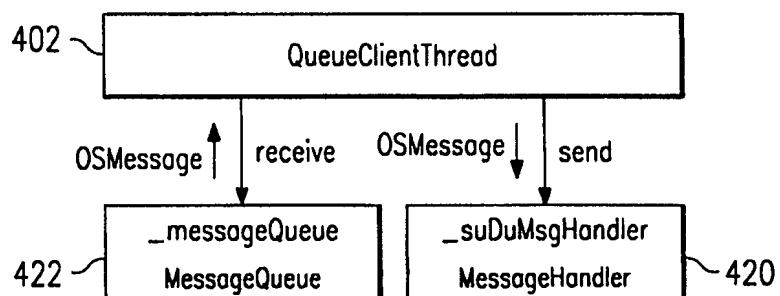 402
QueueClientThread
OSMessage receive OSMessage send
_messageQueue
MessageQueue
422
_suDuMsgHandler
MessageHandler
420